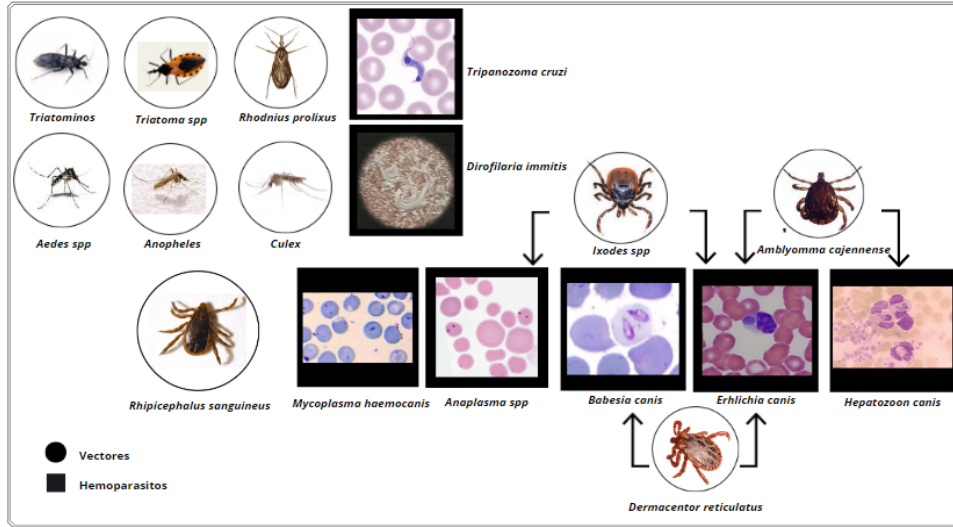 Triatominos
Triatoma spp
Rhodnius prolixus
Tripanozoma cruzi
Aedes spp
Anopheles
Culex
Dirofilaria immitis
Ixodes spp
Amblyomma cajennense
Rhipicephalus sanguineus
Mycoplasma haemocanis
Anaplasma spp
Babesia canis
Erhlichia canis
Hepatozoon canis
Vectores
Hemoparasitos
Dermacentor reticulatus